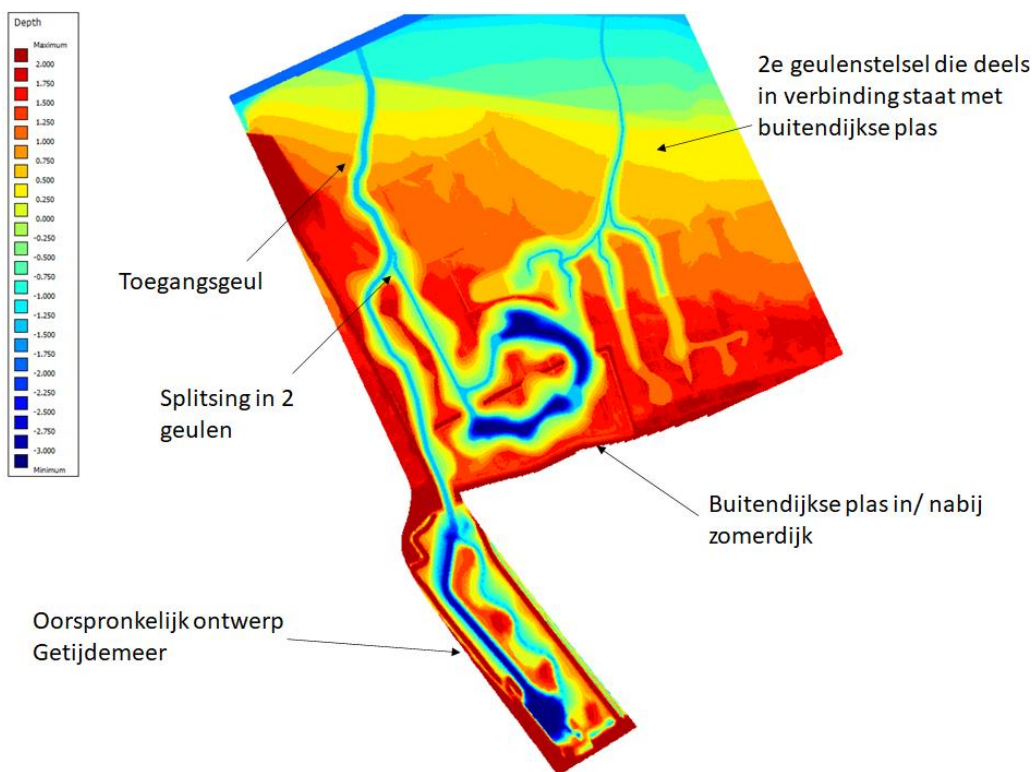 Depth
Maximum
2.000
1.750
1.500
1.250
1.000
0.750
0.500
0.250
0.000
-0.250
-0.500
-0.750
-1.000
-1.250
-1.500
-1.750
-2.000
-2.250
-2.500
-2.750
-3.000
Minimum
2e geulenstelsel die deels
in verbinding staat met
buitendijkse plas
Toegangsgeul
Splitsing in 2
geulen
Buitendijkse plas in/ nabij
zomerdijk
Oorspronkelijk ontwerp
Getijdemeer